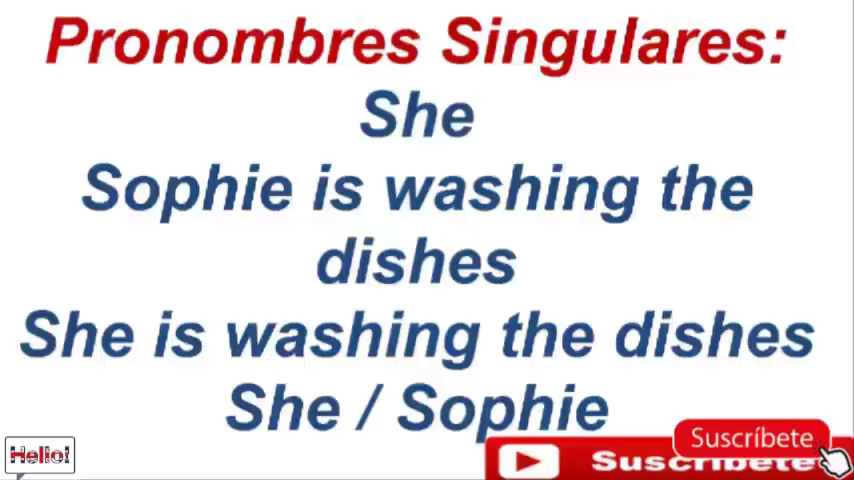 Pronombres Singulares:
She
Sophie is washing the
dishes
She is washing the dishes
She / Sophie
Suscríbete
Suscríbete
Hello!